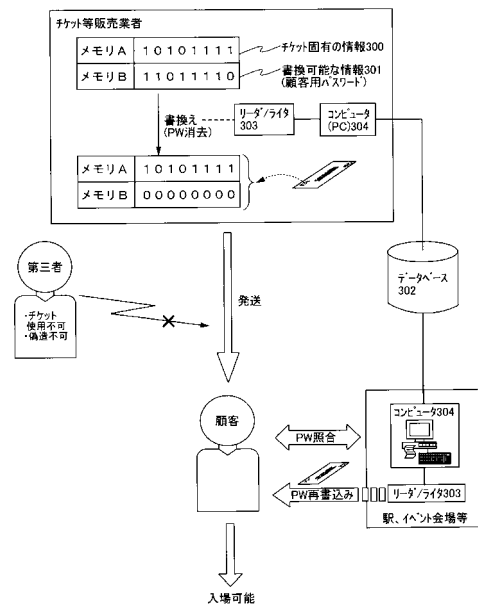 チケット等販売業者
メモリA 10101111
チケット固有の情報300
メモリB 11011110
書換可能な情報301
(顧客用パスワード)
書換え
(PW消去)
リーダ/ライタ
303
コンピュータ
(PC)304
メモリA 10101111
メモリB 00000000
第三者
・チケット
使用不可
・偽造不可
発送
データベース
302
顧客
PW照合
コンピュータ304
PW再書込み
リーダ/ライタ303
駅、イベント会場等
入場可能